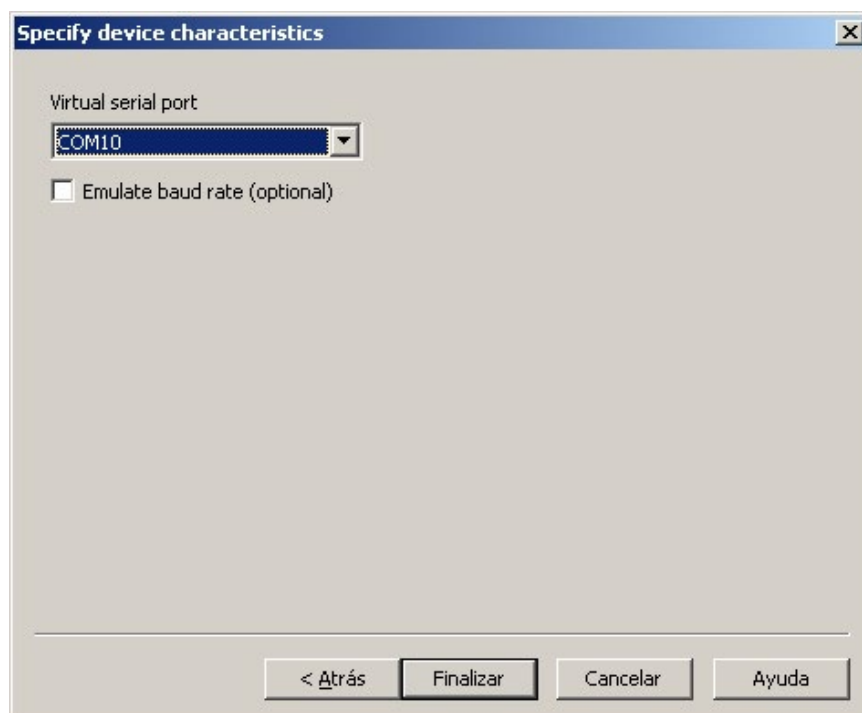 Specify device characteristics
Virtual serial port
COM10
Emulate baud rate (optional)
< Atrás Finalizar Cancelar Ayuda